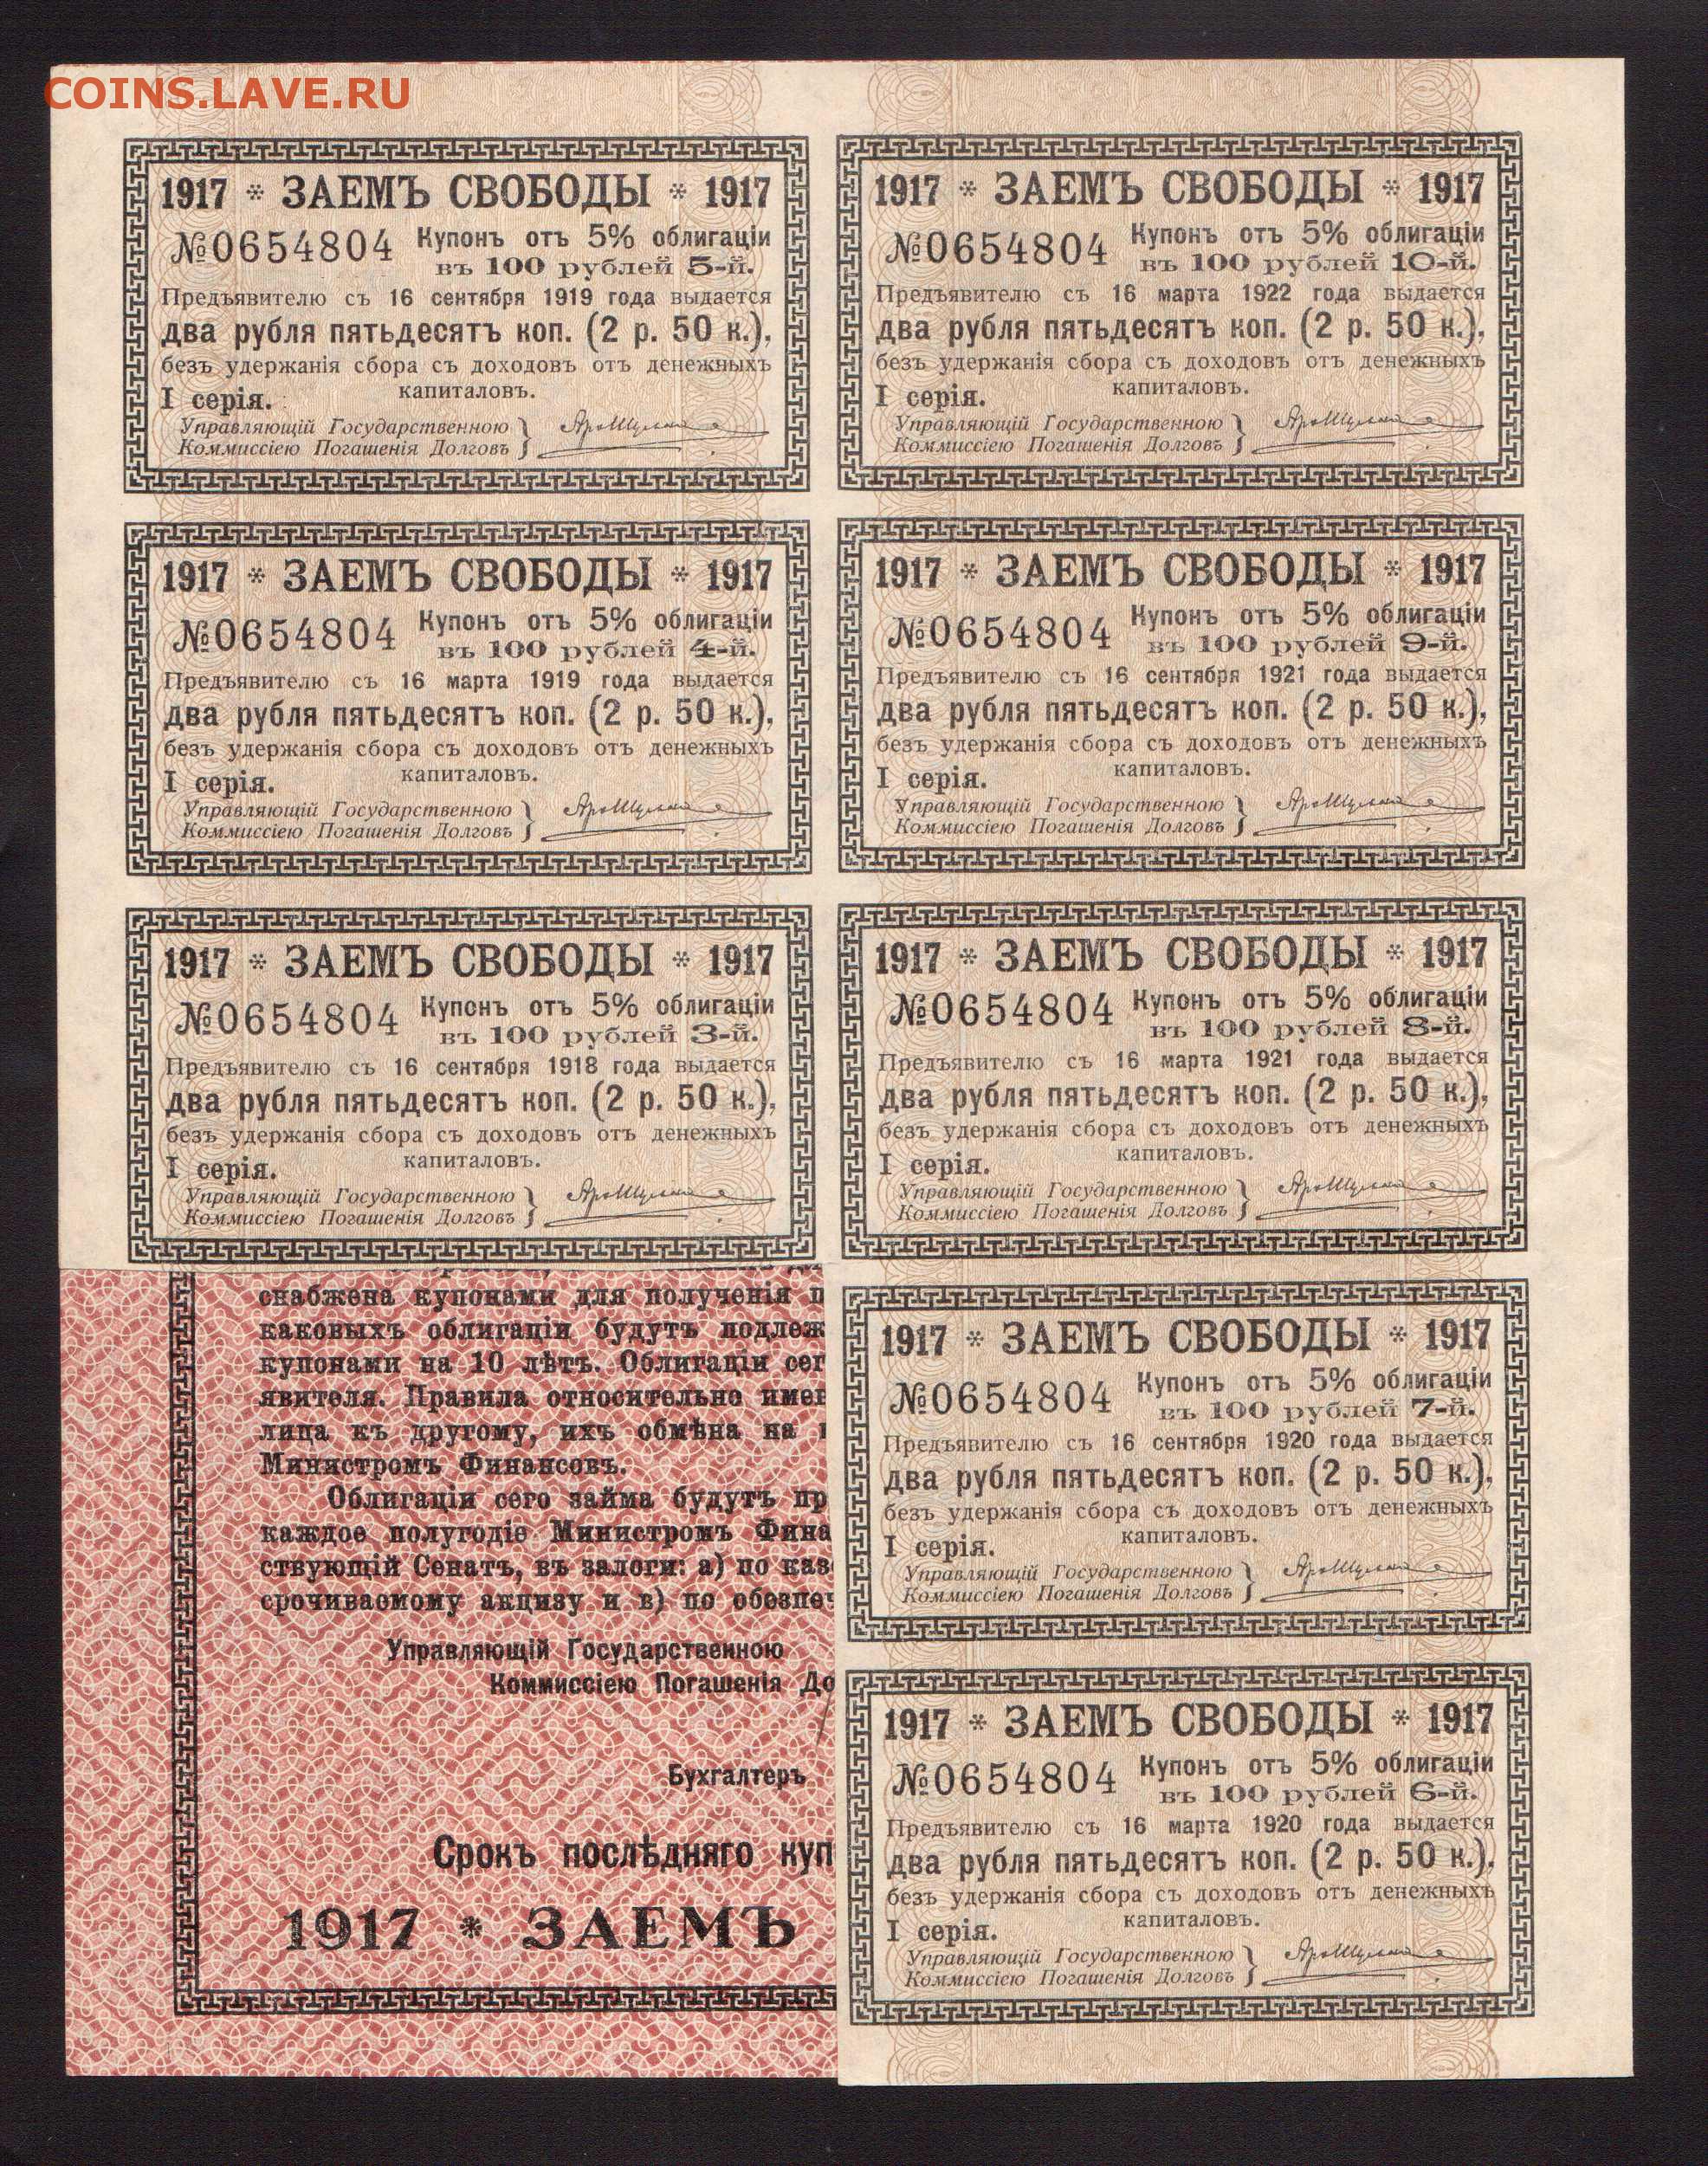 COINS.LAVE.RU
1917 * ЗАЕМЪ СВОБОДЫ * 1917
№0654804 Купонъ отъ 5% облигаціи
въ 100 рублей 5-й.
Предъявителю съ 16 сентября 1919 года выдается
два рубля пятьдесятъ коп. (2 р. 50 к.),
безъ удержанія сбора съ доходовъ отъ денежныхъ
капиталовъ.
I серія.
Управляющій Государственною
Коммиссіею Погашенія Долговъ
1917 * ЗАЕМЪ СВОБОДЫ * 1917
№0654804 Купонъ отъ 5% облигаціи
въ 100 рублей 4-й.
Предъявителю съ 16 марта 1919 года выдается
два рубля пятьдесятъ коп. (2 р. 50 к.),
безъ удержанія сбора съ доходовъ отъ денежныхъ
капиталовъ.
I серія.
Управляющій Государственною
Коммиссіею Погашенія Долговъ
1917 * ЗАЕМЪ СВОБОДЫ * 1917
№0654804 Купонъ отъ 5% облигаціи
въ 100 рублей 3-й.
Предъявителю съ 16 сентября 1918 года выдается
два рубля пятьдесятъ коп. (2 р. 50 к.),
безъ удержанія сбора съ доходовъ отъ денежныхъ
капиталовъ.
I серія.
Управляющій Государственною
Коммиссіею Погашенія Долговъ
снабжена купонами для полученія п
каковыхъ облигаціи будутъ подлеж
купонами на 10 лѣтъ. Облигаціи сег
явителя. Правила относительно имен
лица къ другому, ихъ обмѣна на
Министромъ Финансовъ.
Облигаціи сего займа будутъ пр
каждое полугодіе Министромъ Фина
ствующій Сенатъ, въ залоги: а) по каз
срочиваемому акцизу и в) по обезпеч
Управляющій Государственною
Коммиссіею Погашенія До
Бухгалтеръ
Срокъ послѣдняго куп
1917 * ЗАЕМЪ
1917 * ЗАЕМЪ СВОБОДЫ * 1917
№0654804 Купонъ отъ 5% облигаціи
въ 100 рублей 10-й.
Предъявителю съ 16 марта 1922 года выдается
два рубля пятьдесятъ коп. (2 р. 50 к.),
безъ удержанія сбора съ доходовъ отъ денежныхъ
капиталовъ.
I серія.
Управляющій Государственною
Коммиссіею Погашенія Долговъ
1917 * ЗАЕМЪ СВОБОДЫ * 1917
№0654804 Купонъ отъ 5% облигаціи
въ 100 рублей 9-й.
Предъявителю съ 16 сентября 1921 года выдается
два рубля пятьдесятъ коп. (2 р. 50 к.),
безъ удержанія сбора съ доходовъ отъ денежныхъ
капиталовъ.
I серія.
Управляющій Государственною
Коммиссіею Погашенія Долговъ
1917 * ЗАЕМЪ СВОБОДЫ * 1917
№0654804 Купонъ отъ 5% облигаціи
въ 100 рублей 8-й.
Предъявителю съ 16 марта 1921 года выдается
два рубля пятьдесятъ коп. (2 р. 50 к.),
безъ удержанія сбора съ доходовъ отъ денежныхъ
капиталовъ.
I серія.
Управляющій Государственною
Коммиссіею Погашенія Долговъ
1917 * ЗАЕМЪ СВОБОДЫ * 1917
№0654804 Купонъ отъ 5% облигаціи
въ 100 рублей 7-й.
Предъявителю съ 16 сентября 1920 года выдается
два рубля пятьдесятъ коп. (2 р. 50 к.),
безъ удержанія сбора съ доходовъ отъ денежныхъ
капиталовъ.
I серія.
Управляющій Государственною
Коммиссіею Погашенія Долговъ
1917 * ЗАЕМЪ СВОБОДЫ * 1917
№0654804 Купонъ отъ 5% облигаціи
въ 100 рублей 6-й.
Предъявителю съ 16 марта 1920 года выдается
два рубля пятьдесятъ коп. (2 р. 50 к.),
безъ удержанія сбора съ доходовъ отъ денежныхъ
капиталовъ.
I серія.
Управляющій Государственною
Коммиссіею Погашенія Долговъ